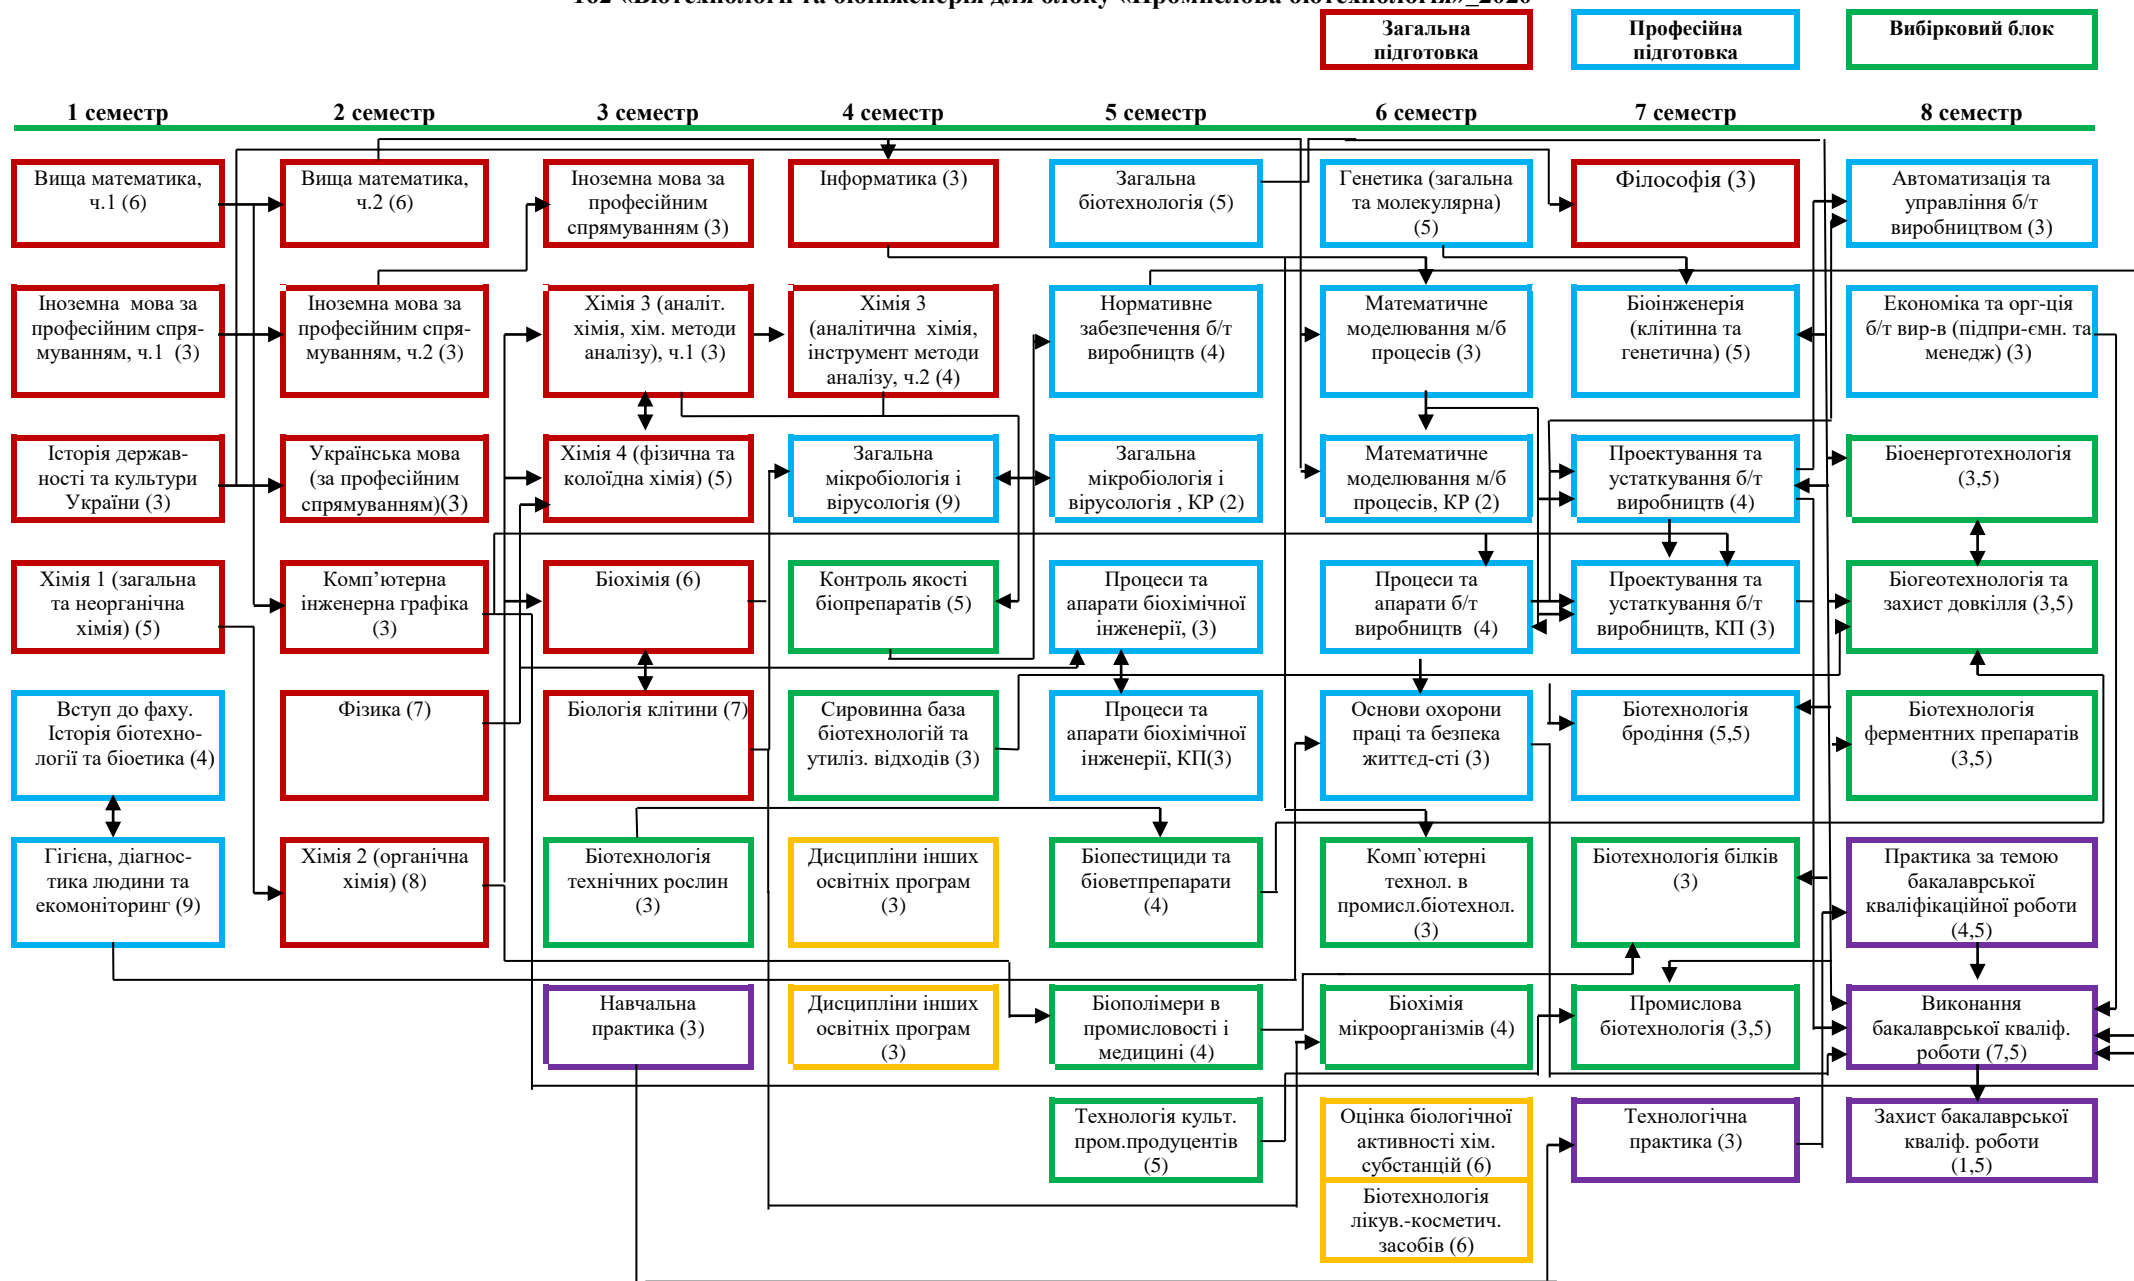 162 «Біотехнології та біоінженерія для блоку «Промислова біотехнологія»_2020
Загальна
підготовка
Професійна
підготовка
Вибірковий блок
1 семестр
2 семестр
3 семестр
4 семестр
5 семестр
6 семестр
7 семестр
8 семестр
Вища математика,
ч.1 (6)
Вища математика,
ч.2 (6)
Іноземна мова за
професійним
спрямуванням (3)
Інформатика (3)
Загальна
біотехнологія (5)
Генетика (загальна
та молекулярна)
(5)
Філософія (3)
Автоматизація та
управління б/т
виробництвом (3)
Іноземна мова за
професійним спря-
муванням, ч.1 (3)
Іноземна мова за
професійним спря-
муванням, ч.2 (3)
Хімія 3 (аналіт.
хімія, хім. методи
аналізу), ч.1 (3)
Хімія 3
(аналітична хімія,
інструмент методи
аналізу, ч.2 (4)
Нормативне
забезпечення б/т
виробництв (4)
Математичне
моделювання м/б
процесів (3)
Біоінженерія
(клітинна та
генетична) (5)
Економіка та орг-ція
б/т вир-в (підпри-ємн. та
менедж) (3)
Історія держав-
ності та культури
України (3)
Українська мова
(за професійним
спрямуванням)(3)
Хімія 4 (фізична та
колоїдна хімія) (5)
Загальна
мікробіологія і
вірусологія (9)
Загальна
мікробіологія і
вірусологія , КР (2)
Математичне
моделювання м/б
процесів, КР (2)
Проектування та
устаткування б/т
виробництв (4)
Біоенерготехнологія
(3,5)
Хімія 1 (загальна
та неорганічна
хімія) (5)
Комп’ютерна
інженерна графіка
(3)
Біохімія (6)
Контроль якості
біопрепаратів (5)
Процеси та
апарати біохімічної
інженерії, (3)
Процеси та
апарати б/т
виробництв (4)
Проектування та
устаткування б/т
виробництв, КП (3)
Біогеотехнологія та
захист довкілля (3,5)
Вступ до фаху.
Історія біотехно-
логії та біоетика (4)
Фізика (7)
Біологія клітини (7)
Сировинна база
біотехнологій та
утиліз. відходів (3)
Процеси та
апарати біохімічної
інженерії, КП(3)
Основи охорони
праці та безпека
життєд-сті (3)
Біотехнологія
бродіння (5,5)
Біотехнологія
ферментних препаратів
(3,5)
Гігієна, діагнос-
тика людини та
екомоніторинг (9)
Хімія 2 (органічна
хімія) (8)
Біотехнологія
технічних рослин
(3)
Дисципліни інших
освітніх програм
(3)
Біопестициди та
біоветпрепарати
(4)
Комп`ютерні
технол. в
промисл.біотехнол.
(3)
Біотехнологія білків
(3)
Практика за темою
бакалаврської
кваліфікаційної роботи
(4,5)
Навчальна
практика (3)
Дисципліни інших
освітніх програм
(3)
Біополімери в
промисловості і
медицині (4)
Біохімія
мікроорганізмів (4)
Промислова
біотехнологія (3,5)
Виконання
бакалаврської кваліф.
роботи (7,5)
Технологія культ.
пром.продуцентів
(5)
Оцінка біологічної
активності хім.
субстанцій (6)
Технологічна
практика (3)
Захист бакалаврської
кваліф. роботи
(1,5)
Біотехнологія
лікув.-косметич.
засобів (6)